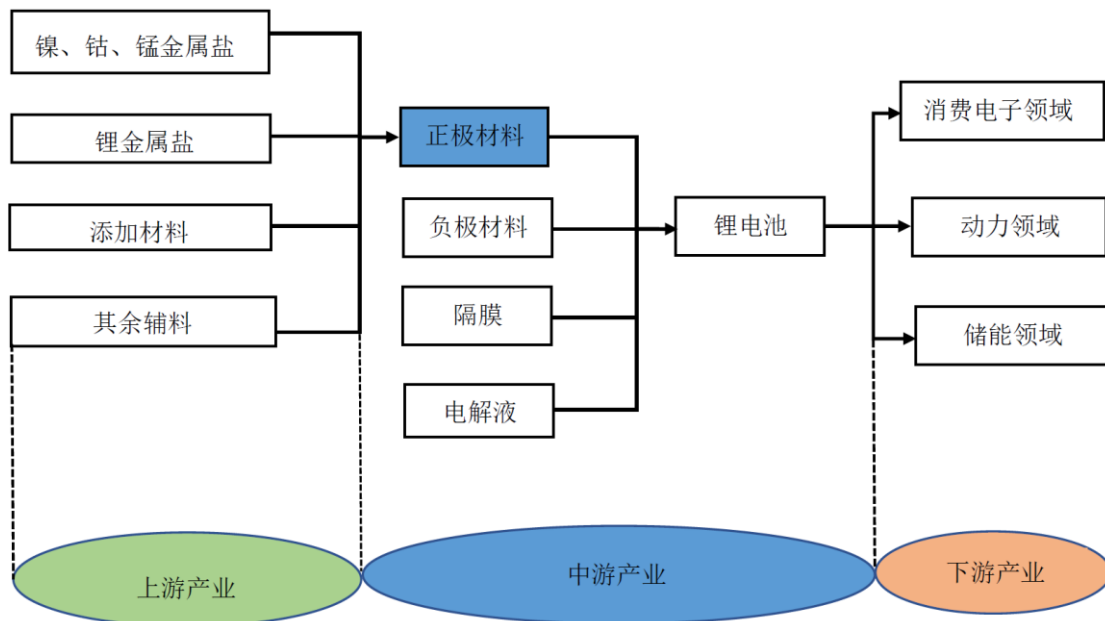 镍、钴、锰金属盐
锂金属盐
添加材料
其余辅料
正极材料
负极材料
隔膜
电解液
锂电池
消费电子领域
动力领域
储能领域
上游产业
中游产业
下游产业